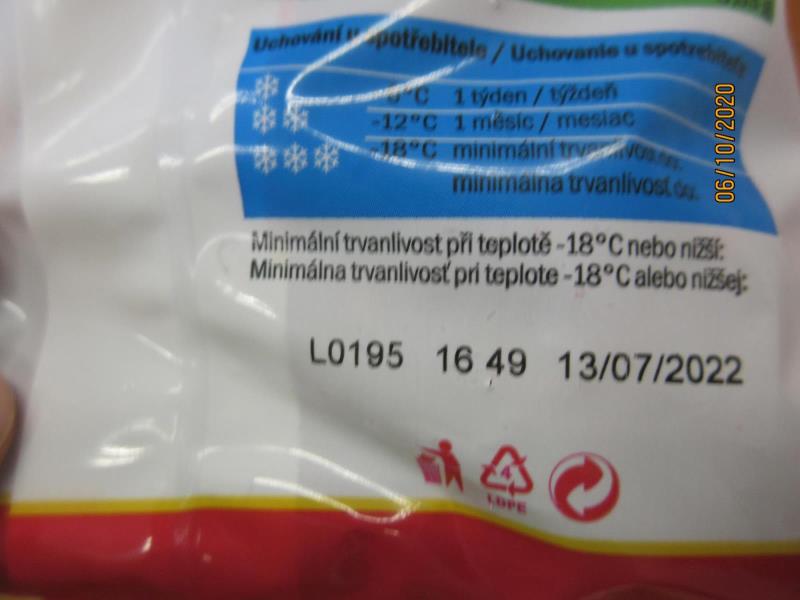 Uchování u spotřebitele / Uchovanie u spotrebiteľa
°C 1 týden / týždeň
-12°C 1 měsíc / mesiac
-18°C minimální trvanlivost
minimálna trvanlivosť
06/10/2020
Minimální trvanlivost při teplotě -18°C nebo nižší:
Minimálna trvanlivosť pri teplote -18°C alebo nižšej:
L0195 16 49 13/07/2022
4
LDPE